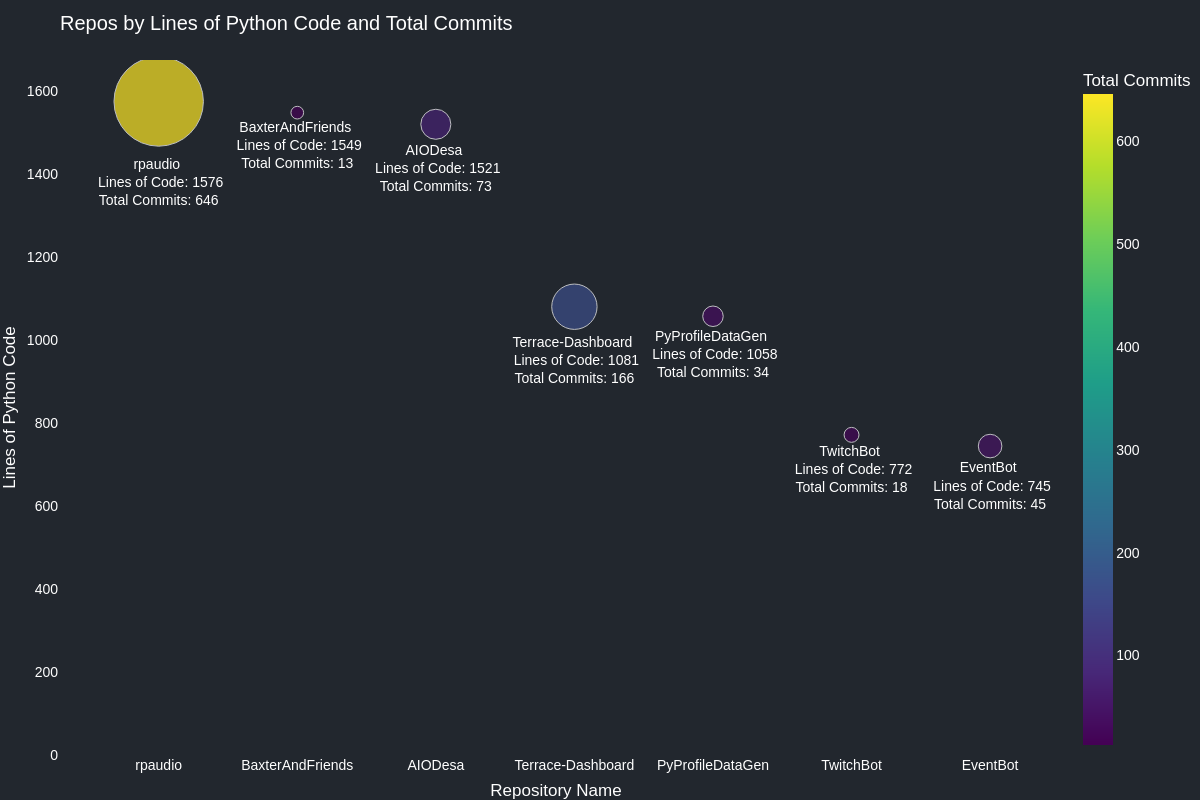 Repos by Lines of Python Code and Total Commits
Total Commits
1600
1400
1200
1000
800
600
400
200
0
Lines of Python Code
rpaudio
Lines of Code: 1576
Total Commits: 646
BaxterAndFriends
Lines of Code: 1549
Total Commits: 13
AIODesa
Lines of Code: 1521
Total Commits: 73
Terrace-Dashboard
Lines of Code: 1081
Total Commits: 166
PyProfileDataGen
Lines of Code: 1058
Total Commits: 34
TwitchBot
Lines of Code: 772
Total Commits: 18
EventBot
Lines of Code: 745
Total Commits: 45
600
500
400
300
200
100
rpaudio
BaxterAndFriends
AIODesa
Terrace-Dashboard
PyProfileDataGen
TwitchBot
EventBot
Repository Name